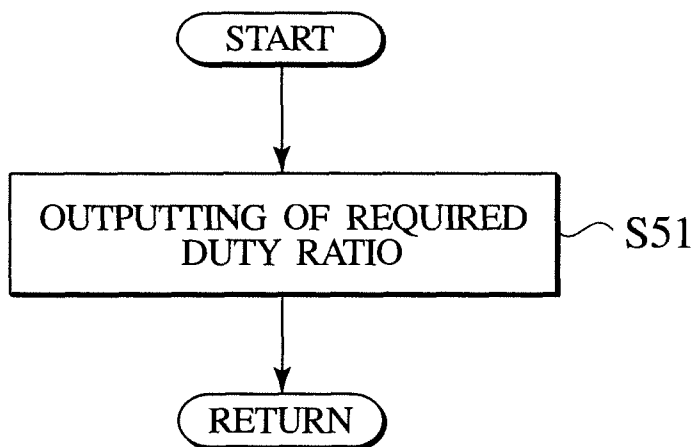 START
OUTPUTTING OF REQUIRED
DUTY RATIO
S51
RETURN